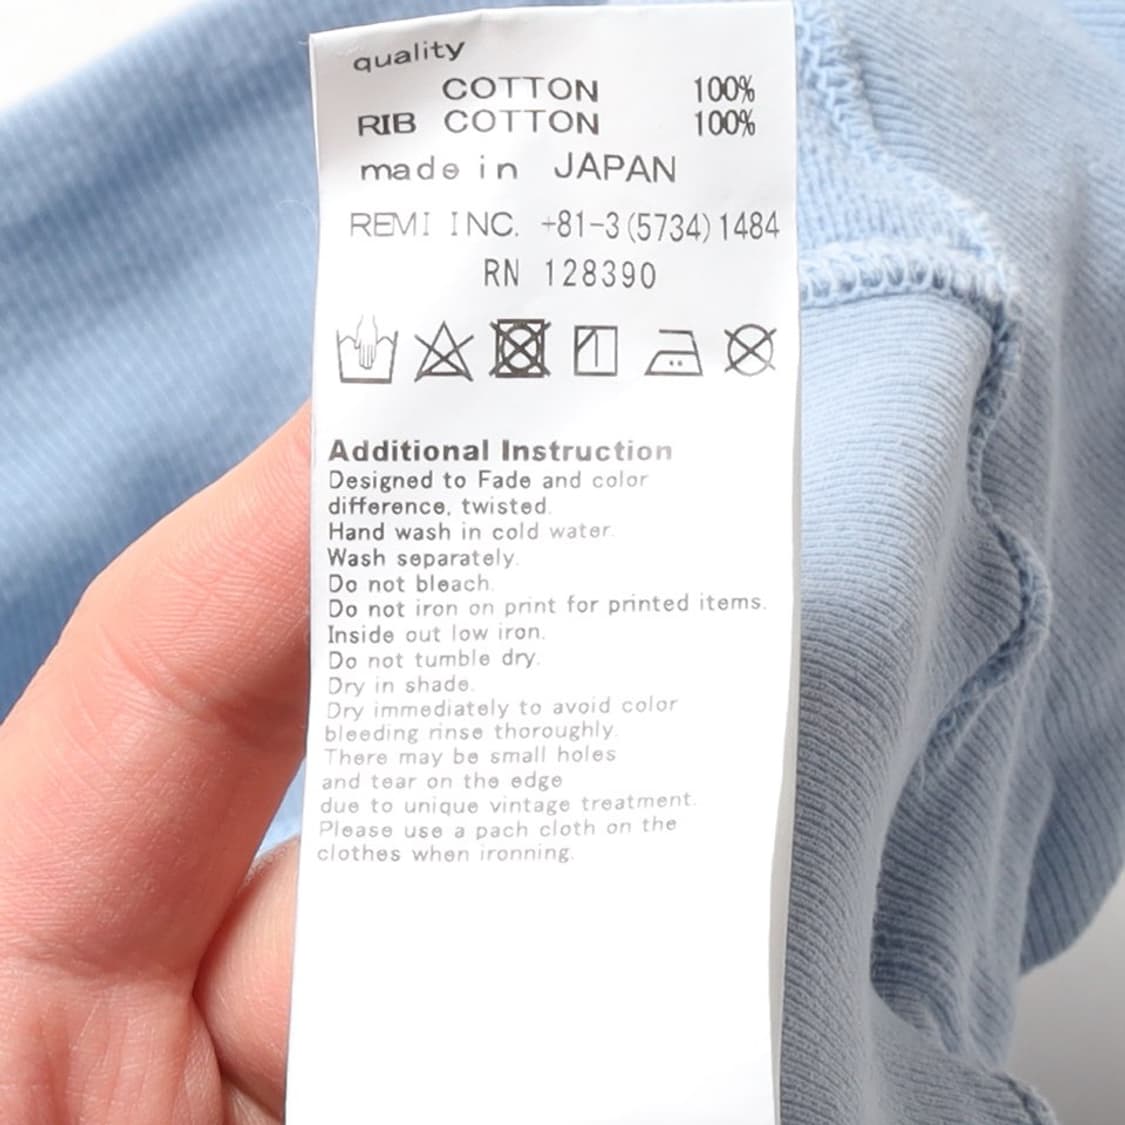 quality
COTTON 100%
RIB COTTON 100%
made in JAPAN
REMI INC. +81-3(5734)1484
RN 128390
Additional Instruction
Designed to Fade and color
difference, twisted.
Hand wash in cold water.
Wash separately.
Do not bleach.
Do not iron on print for printed items.
Inside out low iron.
Do not tumble dry.
Dry in shade.
Dry immediately to avoid color
bleeding rinse thoroughly.
There may be small holes
and tear on the edge
due to unique vintage treatment.
Please use a pach cloth on the
clothes when ironning.